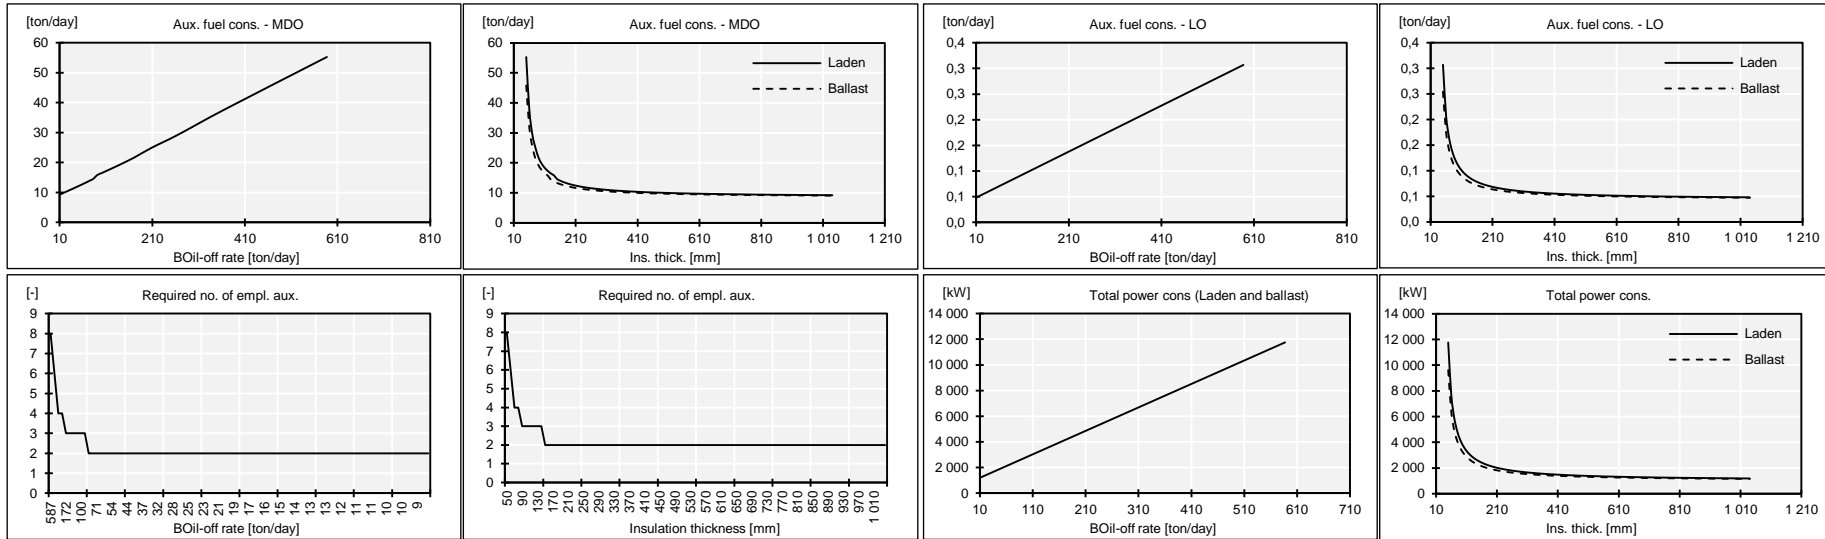 [ton/day]
Aux. fuel cons. - MDO
60
50
40
30
20
10
0
10 210 410 610 810
BOil-off rate [ton/day]
[ton/day]
Aux. fuel cons. - MDO
60
50
40
30
20
10
0
Laden
Ballast
10 210 410 610 810 1 010 1 210
Ins. thick. [mm]
[ton/day]
Aux. fuel cons. - LO
0,4
0,3
0,3
0,2
0,2
0,1
0,1
0,0
10 210 410 610 810
BOil-off rate [ton/day]
[ton/day]
Aux. fuel cons. - LO
0,4
0,3
0,3
0,2
0,2
0,1
0,1
0,0
Laden
Ballast
10 210 410 610 810 1 010 1 210
Ins. thick. [mm]
[-]
Required no. of empl. aux.
9
8
7
6
5
4
3
2
1
0
587 172 100 71 54 44 37 32 28 25 23 21 19 17 15 14 13 13 12 11 11 10 10 9
BOil-off rate [ton/day]
[-]
Required no. of empl. aux.
9
8
7
6
5
4
3
2
1
0
50 90 130 170 210 250 290 330 370 410 450 490 530 570 610 650 690 730 770 810 850 890 930 970 1 010
Insulation thickness [mm]
[kW]
Total power cons (Laden and ballast)
14 000
12 000
10 000
8 000
6 000
4 000
2 000
0
10 110 210 310 410 510 610 710
BOil-off rate [ton/day]
[kW]
Total power cons.
14 000
12 000
10 000
8 000
6 000
4 000
2 000
0
Laden
Ballast
10 210 410 610 810 1 010 1 210
Ins. thick. [mm]